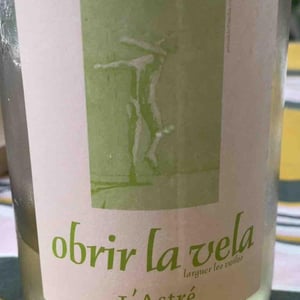 obrir la vela
larguer les voiles
L'Astré